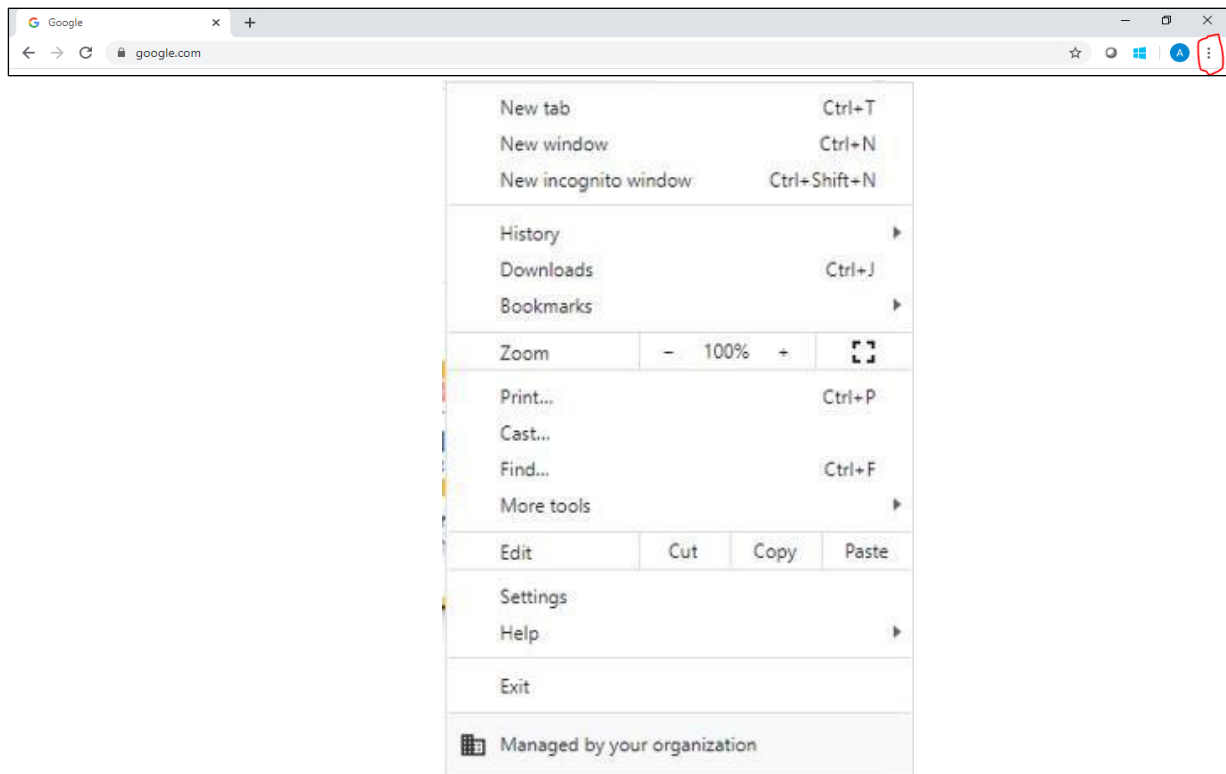 Google
google.com
A
New tab Ctrl+T
New window Ctrl+N
New incognito window Ctrl+Shift+N
History
Downloads Ctrl+J
Bookmarks
Zoom - 100% +
Print... Ctrl+P
Cast...
Find... Ctrl+F
More tools
Edit Cut Copy Paste
Settings
Help
Exit
Managed by your organization